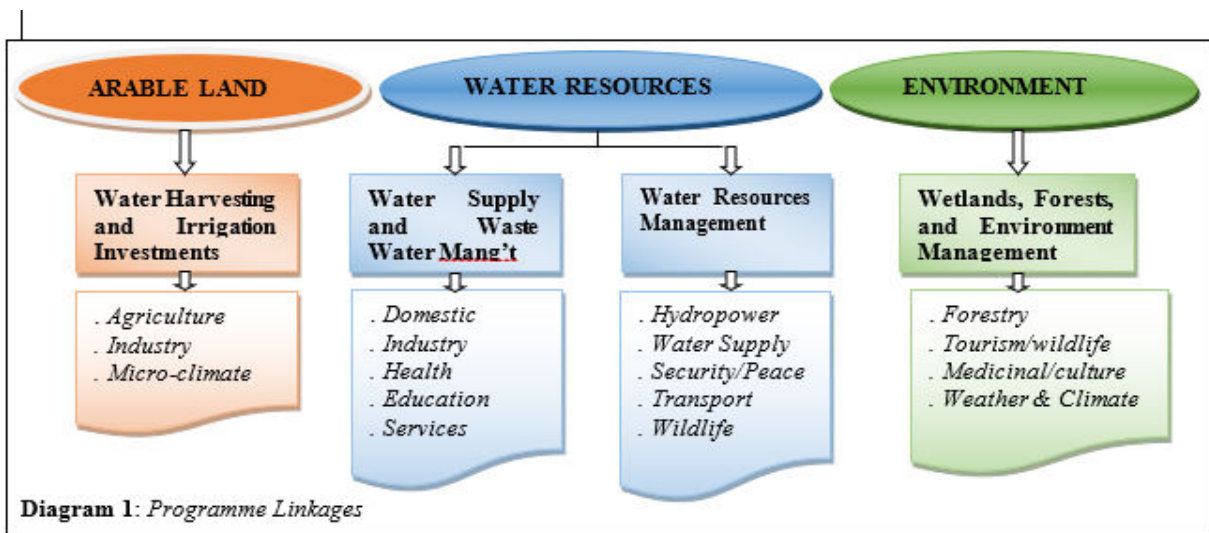 ARABLE LAND
WATER RESOURCES
ENVIRONMENT
Water Harvesting
and Irrigation
Investments
Water Supply
and Waste
Water Mang't
Water Resources
Management
Wetlands, Forests,
and Environment
Management
. Agriculture
. Industry
. Micro-climate
. Domestic
. Industry
. Health
. Education
. Services
. Hydropower
. Water Supply
. Security/Peace
. Transport
. Wildlife
. Forestry
. Tourism/wildlife
. Medicinal/culture
. Weather & Climate
Diagram 1: Programme Linkages